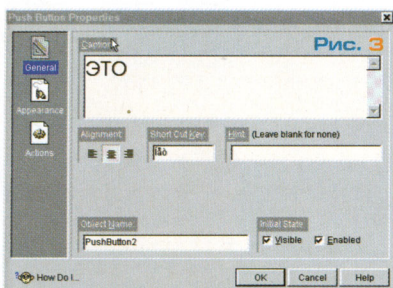 Push Button Properties
Caption
Рис. 3
ЭТО
General
Appearance
Actions
Alignment
Short Cut Key
Hint: (Leave blank for none)
Object Name
PushButton2
Initial State
Visible
Enabled
How Do I...
OK
Cancel
Help